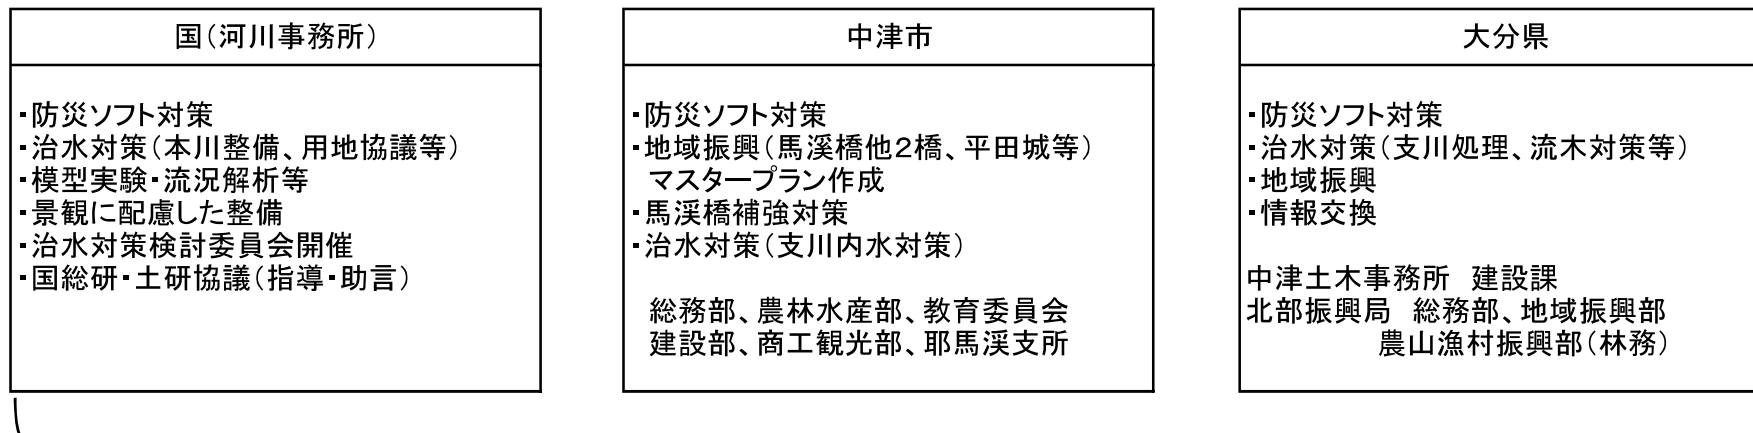 国(河川事務所)
・防災ソフト対策
・治水対策(本川整備、用地協議等)
・模型実験・流況解析等
・景観に配慮した整備
・治水対策検討委員会開催
・国総研・土研協議(指導・助言)
中津市
・防災ソフト対策
・地域振興(馬溪橋他2橋、平田城等)
マスタープラン作成
・馬溪橋補強対策
・治水対策(支川内水対策)
総務部、農林水産部、教育委員会
建設部、商工観光部、耶馬溪支所
大分県
・防災ソフト対策
・治水対策(支川処理、流木対策等)
・地域振興
・情報交換
中津土木事務所 建設課
北部振興局 総務部、地域振興部
農山漁村振興部(林務)